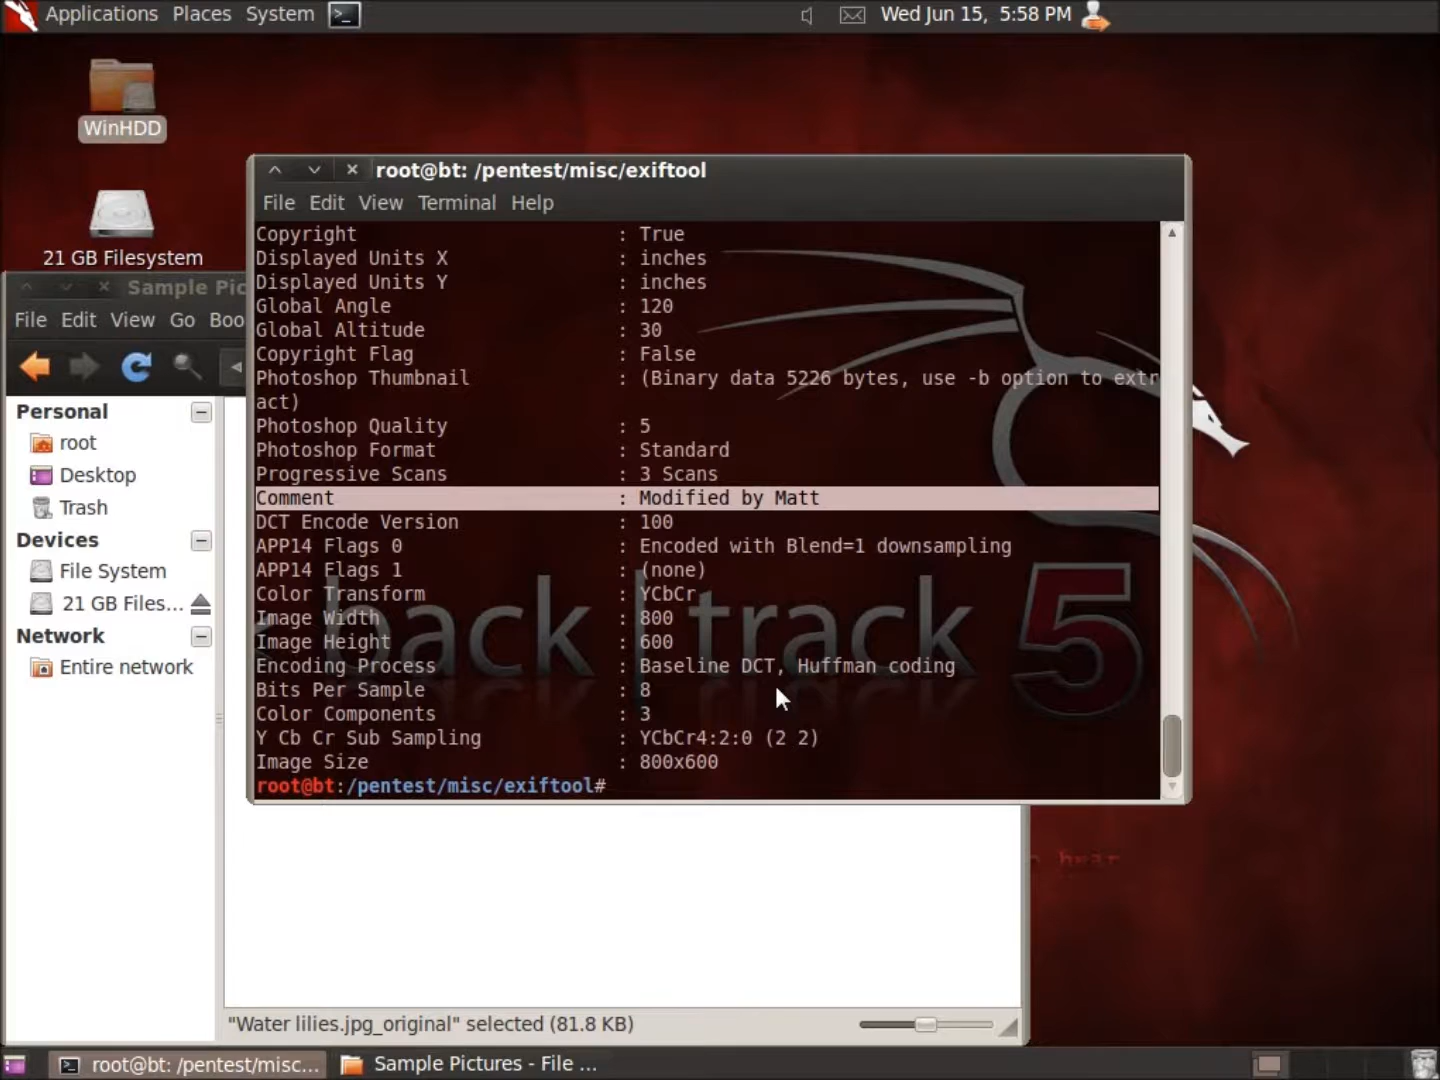 Applications Places System Wed Jun 15, 5:58 PM
WinHDD
21 GB Filesystem
root@bt: /pentest/misc/exiftool
File Edit View Terminal Help
Copyright : True
Displayed Units X : inches
Displayed Units Y : inches
Global Angle : 120
Global Altitude : 30
Copyright Flag : False
Photoshop Thumbnail : (Binary data 5226 bytes, use -b option to extr
act)
Photoshop Quality : 5
Photoshop Format : Standard
Progressive Scans : 3 Scans
Comment : Modified by Matt
DCT Encode Version : 100
APP14 Flags 0 : Encoded with Blend=1 downsampling
APP14 Flags 1 : (none)
Color Transform : YCbCr
Image Width : 800
Image Height : 600
Encoding Process : Baseline DCT, Huffman coding
Bits Per Sample : 8
Color Components : 3
Y Cb Cr Sub Sampling : YCbCr4:2:0 (2 2)
Image Size : 800x600
root@bt:/pentest/misc/exiftool#
back | track 5
Sample Pic
File Edit View Go Boo
Personal
root
Desktop
Trash
Devices
File System
21 GB Files...
Network
Entire network
hear
"Water lilies.jpg_original" selected (81.8 KB)
root@bt: /pentest/misc... Sample Pictures - File ...